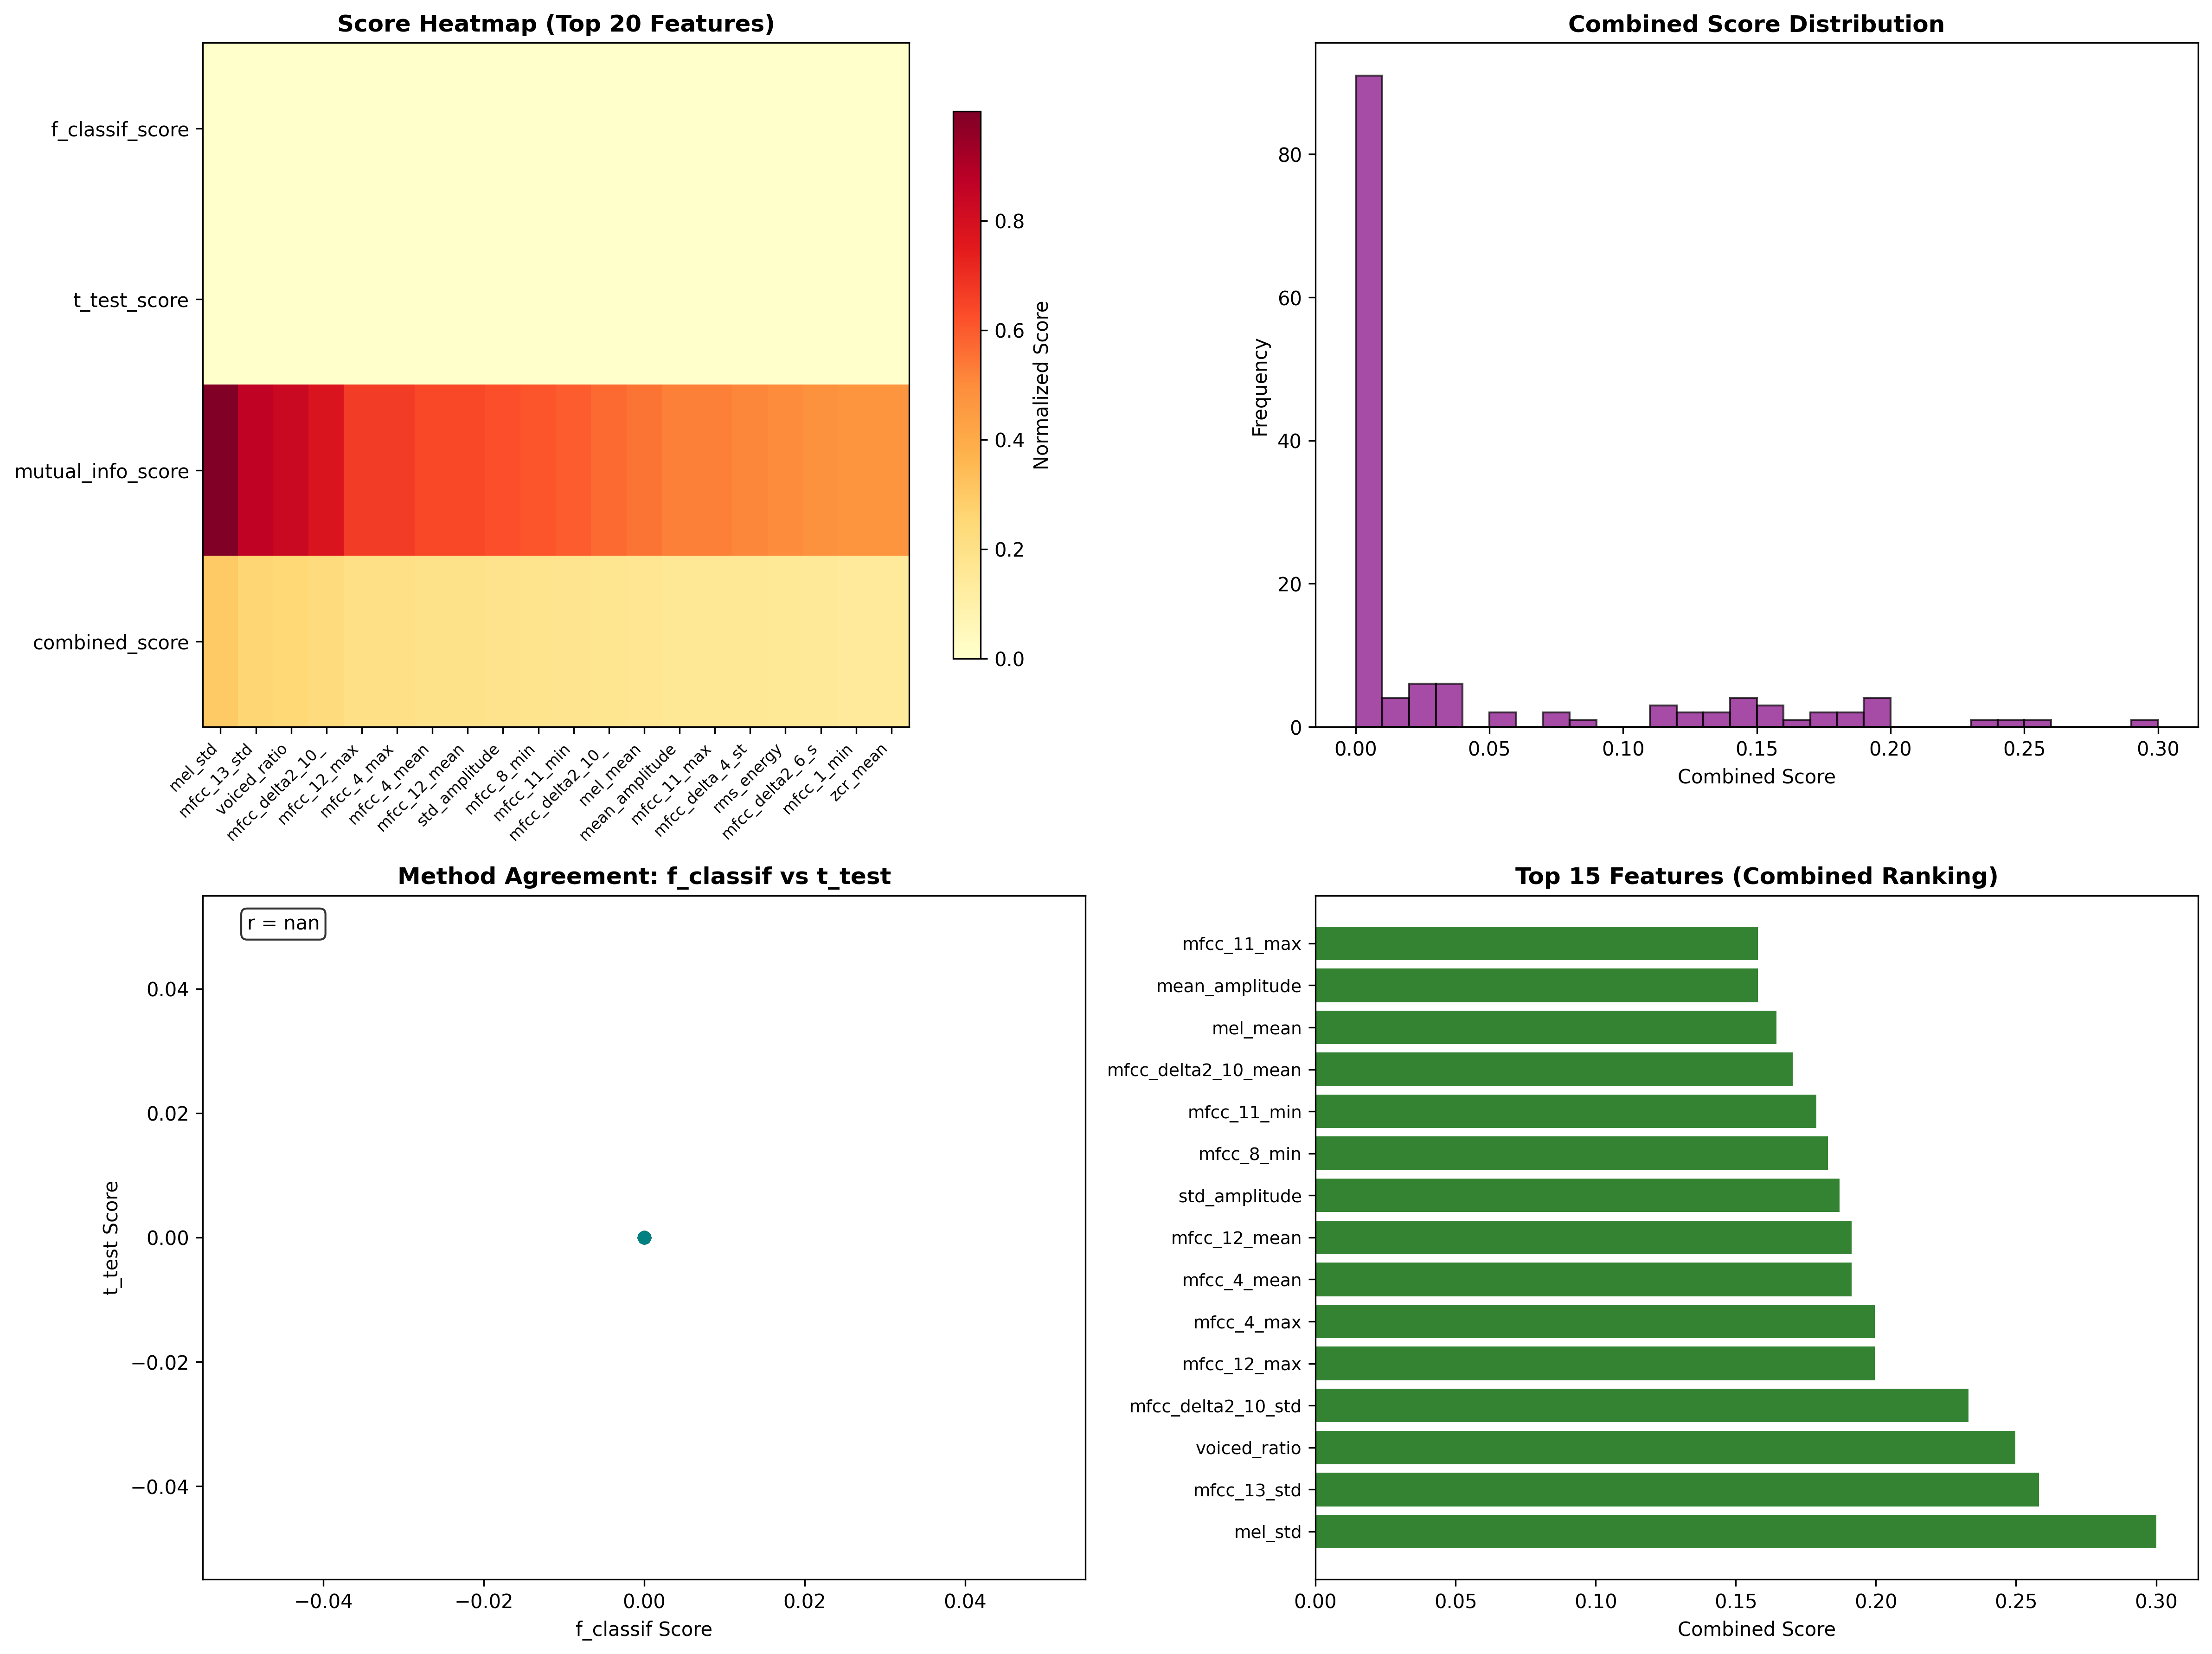 Score Heatmap (Top 20 Features)
f_classif_score
t_test_score
mutual_info_score
combined_score
mel_std
mfcc_13_std
voiced_ratio
mfcc_delta2_10_
mfcc_12_max
mfcc_4_max
mfcc_4_mean
mfcc_12_mean
std_amplitude
mfcc_8_min
mfcc_11_min
mfcc_delta2_10_
mel_mean
mean_amplitude
mfcc_11_max
mfcc_delta_4_st
rms_energy
mfcc_delta2_6_s
mfcc_1_min
zcr_mean
0.8
0.6
0.4
0.2
0.0
Normalized Score
Combined Score Distribution
Frequency
80
60
40
20
0
0.00 0.05 0.10 0.15 0.20 0.25 0.30
Combined Score
Method Agreement: f_classif vs t_test
r = nan
t_test Score
0.04
0.02
0.00
−0.02
−0.04
−0.04 −0.02 0.00 0.02 0.04
f_classif Score
Top 15 Features (Combined Ranking)
mfcc_11_max
mean_amplitude
mel_mean
mfcc_delta2_10_mean
mfcc_11_min
mfcc_8_min
std_amplitude
mfcc_12_mean
mfcc_4_mean
mfcc_4_max
mfcc_12_max
mfcc_delta2_10_std
voiced_ratio
mfcc_13_std
mel_std
0.00 0.05 0.10 0.15 0.20 0.25 0.30
Combined Score